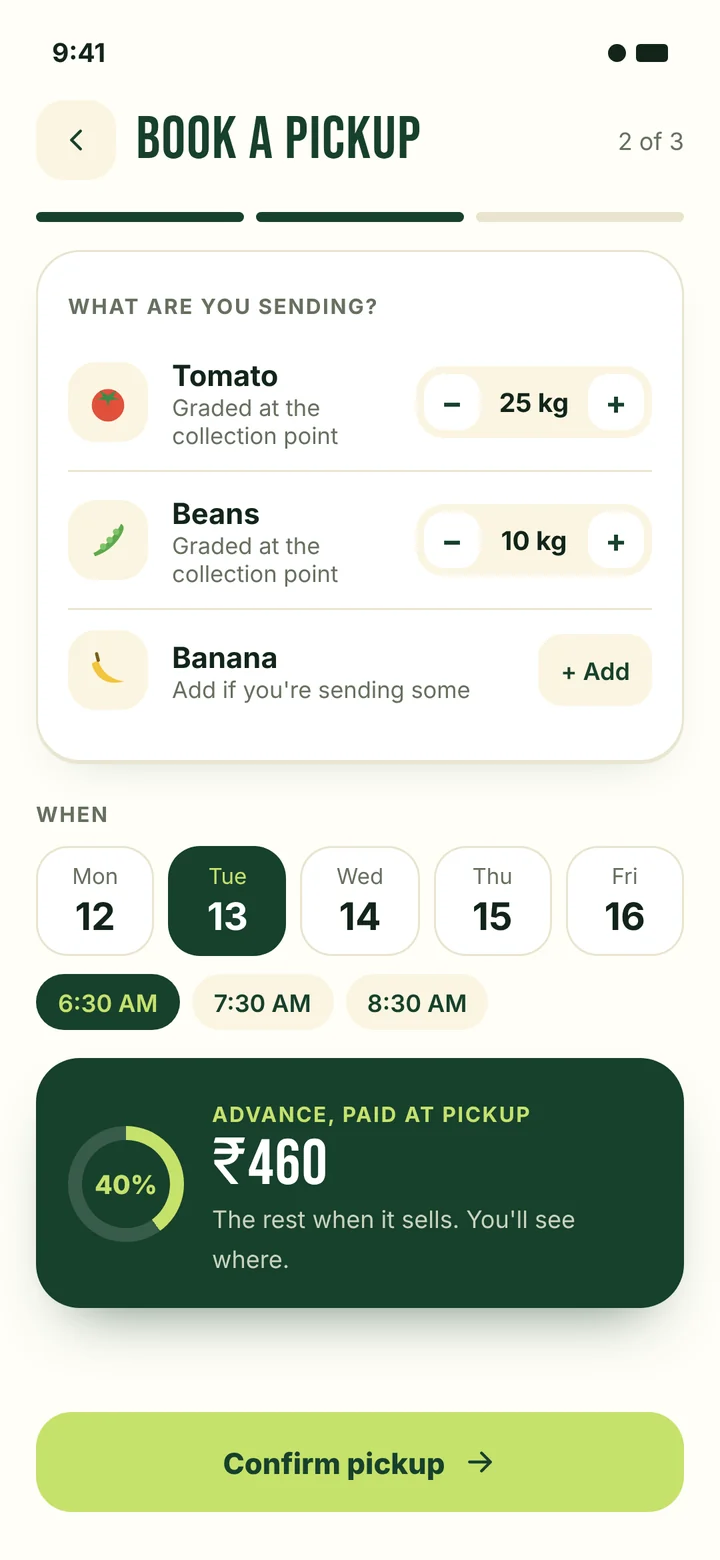 9:41
BOOK A PICKUP
2 of 3
WHAT ARE YOU SENDING?
Tomato
Graded at the
collection point
− 25 kg +
Beans
Graded at the
collection point
− 10 kg +
Banana
Add if you're sending some
+ Add
WHEN
Mon Tue Wed Thu Fri
12 13 14 15 16
6:30 AM 7:30 AM 8:30 AM
40%
ADVANCE, PAID AT PICKUP
₹460
The rest when it sells. You'll see
where.
Confirm pickup →